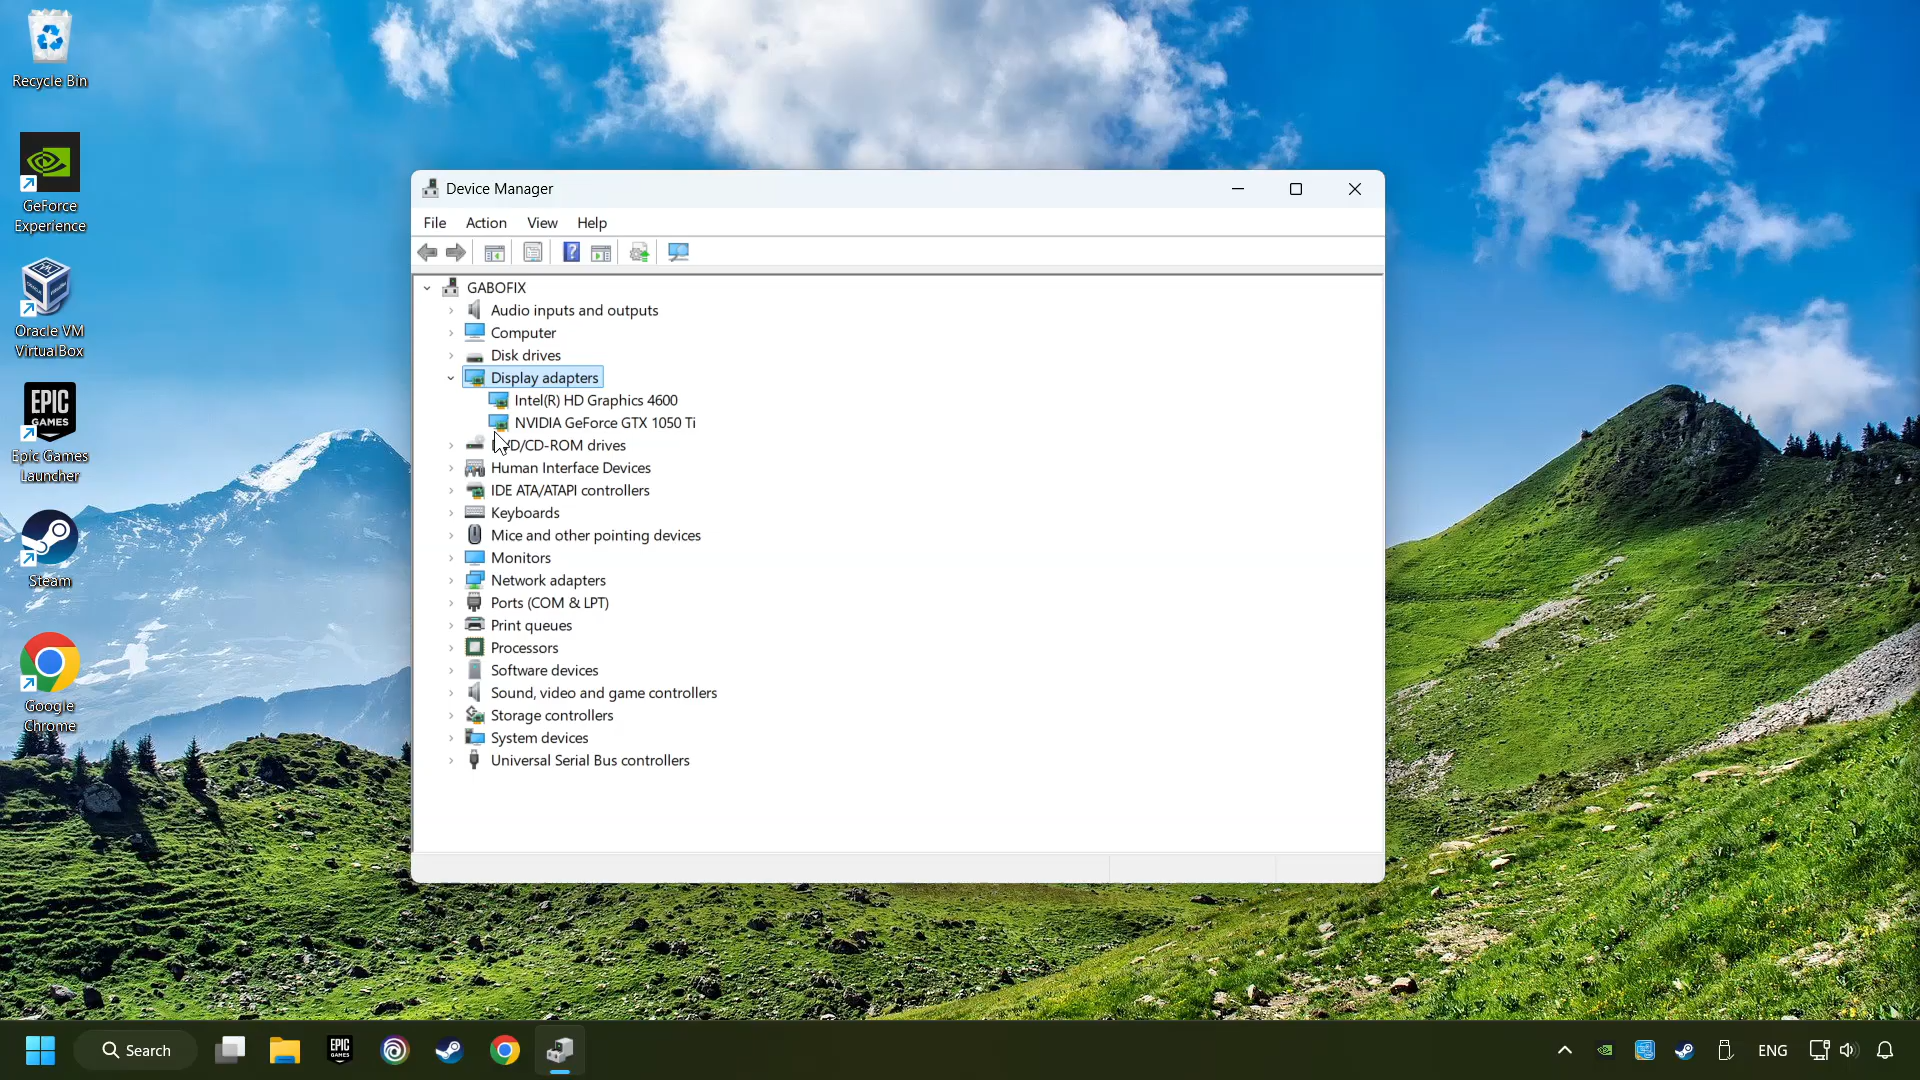 Recycle Bin
GeForce
Experience
Oracle VM
VirtualBox
EPIC
GAMES
Epic Games
Launcher
Steam
Google
Chrome
Device Manager
File Action View Help
GABOFIX
Audio inputs and outputs
Computer
Disk drives
Display adapters
Intel(R) HD Graphics 4600
NVIDIA GeForce GTX 1050 Ti
/CD-ROM drives
Human Interface Devices
IDE ATA/ATAPI controllers
Keyboards
Mice and other pointing devices
Monitors
Network adapters
Ports (COM & LPT)
Print queues
Processors
Software devices
Sound, video and game controllers
Storage controllers
System devices
Universal Serial Bus controllers
Search
EPIC
GAMES
ENG